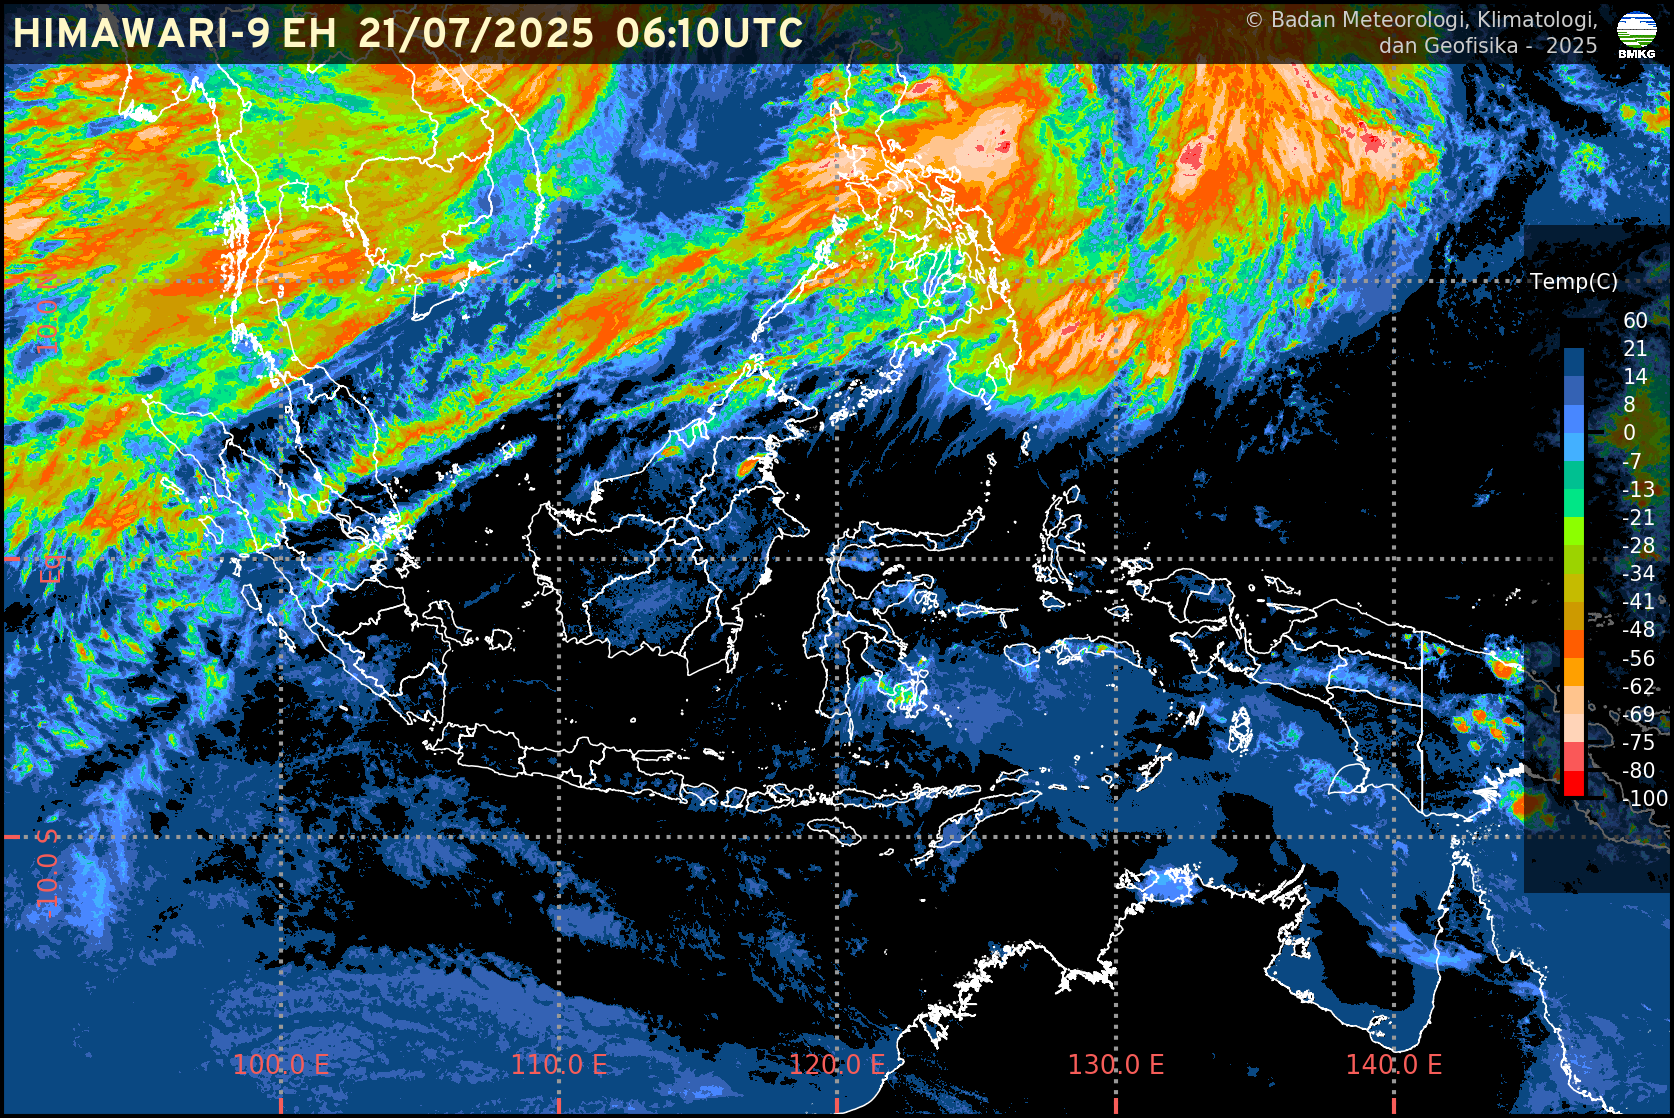 HIMAWARI-9 EH 21/07/2025 06:10UTC
© Badan Meteorologi, Klimatologi,
dan Geofisika - 2025
BMKG
Temp(C)
60
21
14
8
0
-7
-13
-21
-28
-34
-41
-48
-56
-62
-69
-75
-80
-100
10.0 N
Eq
-10.0 S
100.0 E
110.0 E
120.0 E
130.0 E
140.0 E